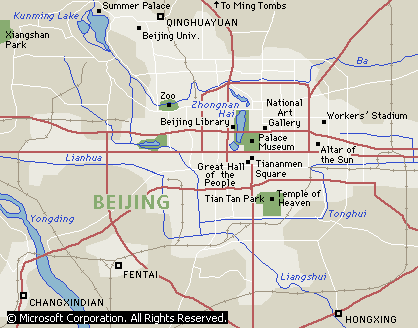 Summer Palace
To Ming Tombs
Kunming Lake
QINGHUAYUAN
Xiangshan
Park
Beijing Univ.
Ba
Zoo
Zhongnan
Hai
National
Art
Gallery
Beijing Library
Workers' Stadium
Palace
Museum
Lianhua
Great Hall
of the
People
Tiananmen
Square
Altar of
the Sun
BEIJING
Tian Tan Park
Temple of
Heaven
Yongding
Tonghui
FENTAI
Liangshui
CHANGXINDIAN
HONGXING
© Microsoft Corporation. All Rights Reserved.